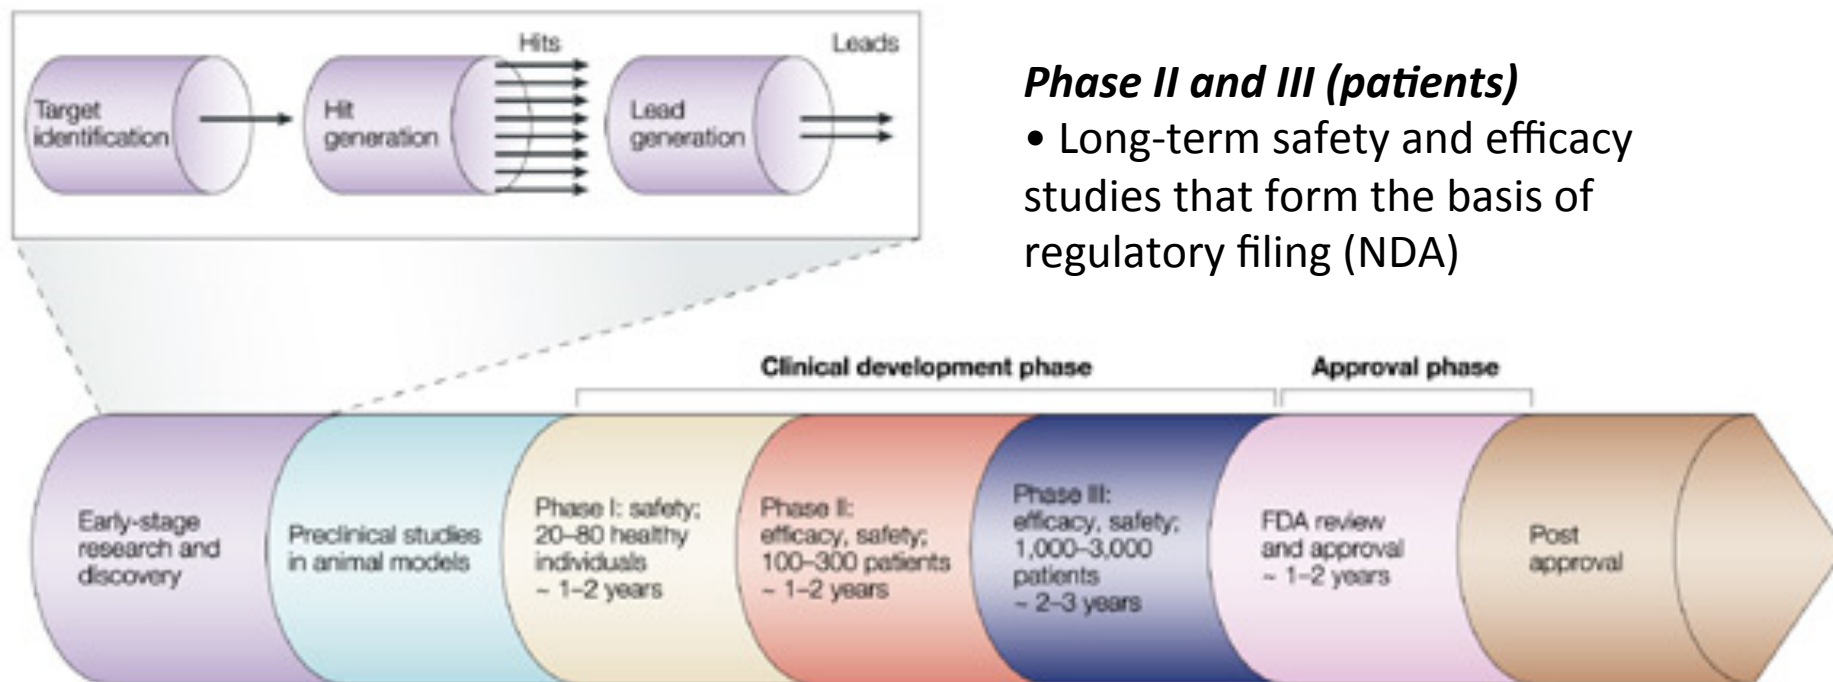 Hits
Leads
Target
identification
Hit
generation
Lead
generation
Phase II and III (patients)
• Long-term safety and efficacy
studies that form the basis of
regulatory filing (NDA)
Clinical development phase
Approval phase
Early-stage
research and
discovery
Preclinical studies
in animal models
Phase I: safety;
20–80 healthy
individuals
~ 1–2 years
Phase II:
efficacy, safety;
100–300 patients
~ 1–2 years
Phase III:
efficacy, safety;
1,000–3,000
patients
~ 2–3 years
FDA review
and approval
~ 1–2 years
Post
approval